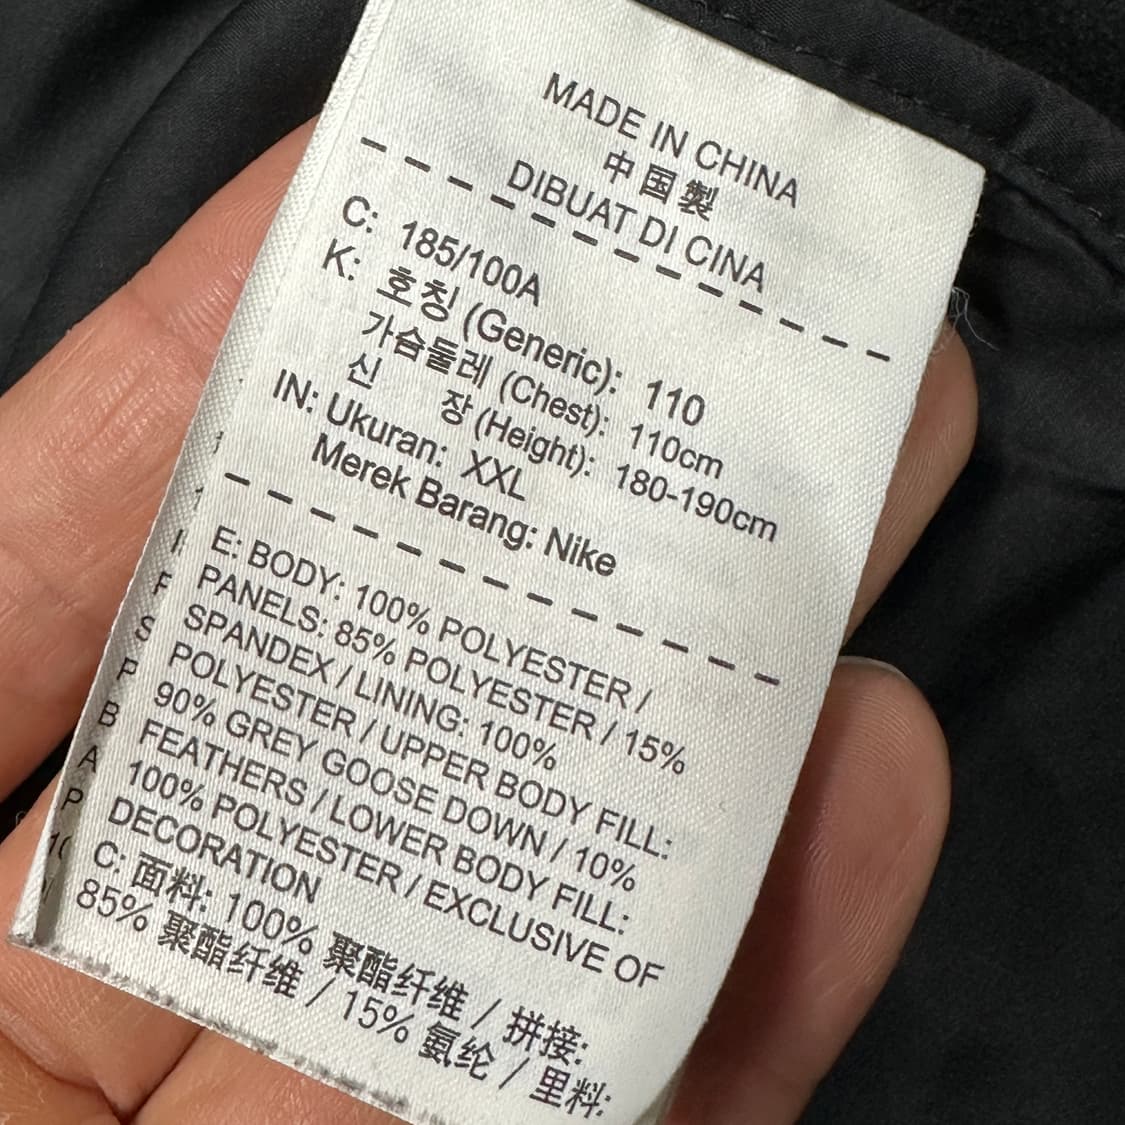 MADE IN CHINA
中国製
DIBUAT DI CINA
C: 185/100A
K: 호칭 (Generic): 110
가슴둘레 (Chest): 110cm
신 장 (Height): 180-190cm
IN: Ukuran: XXL
Merek Barang: Nike
E: BODY: 100% POLYESTER /
PANELS: 85% POLYESTER / 15%
SPANDEX / LINING: 100%
POLYESTER / UPPER BODY FILL:
90% GREY GOOSE DOWN / 10%
FEATHERS / LOWER BODY FILL:
100% POLYESTER / EXCLUSIVE OF
DECORATION
C: 面料: 100% 聚酯纤维 / 拼接:
85% 聚酯纤维 / 15% 氨纶 / 里料: